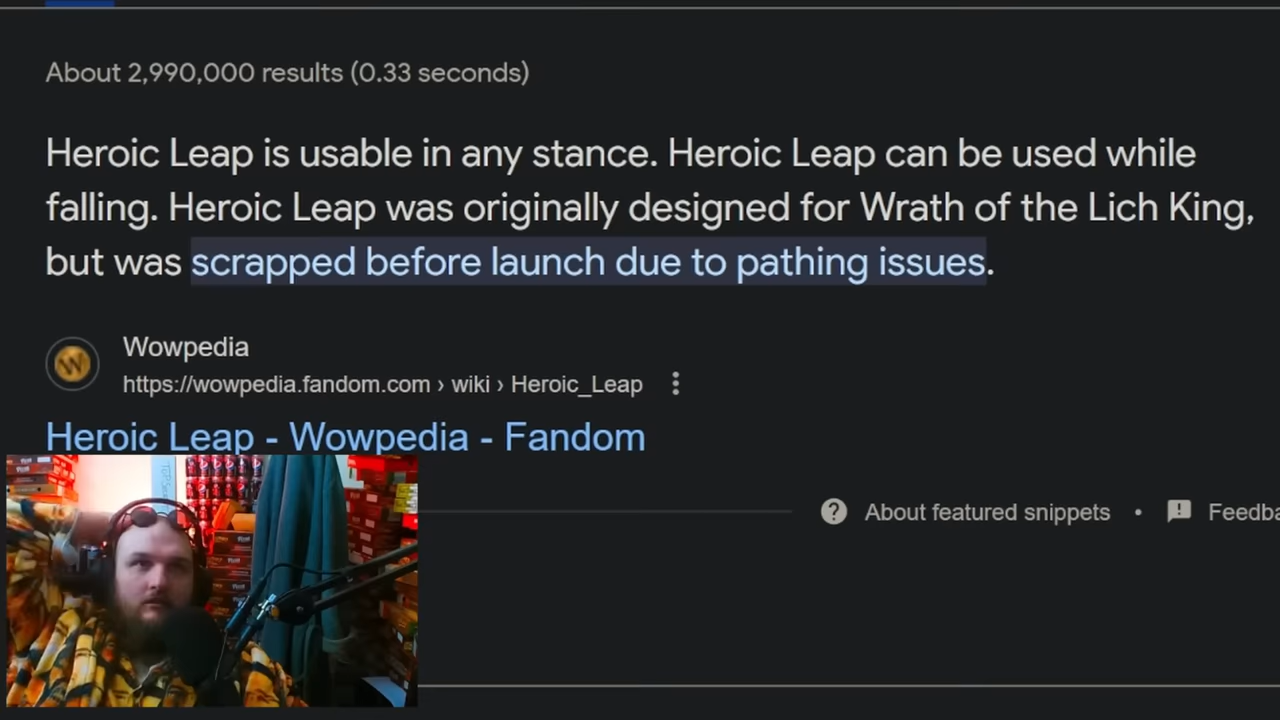 About 2,990,000 results (0.33 seconds)
Heroic Leap is usable in any stance. Heroic Leap can be used while
falling. Heroic Leap was originally designed for Wrath of the Lich King,
but was scrapped before launch due to pathing issues.
W
Wowpedia
https://wowpedia.fandom.com › wiki › Heroic_Leap
Heroic Leap - Wowpedia - Fandom
About featured snippets • Feedba